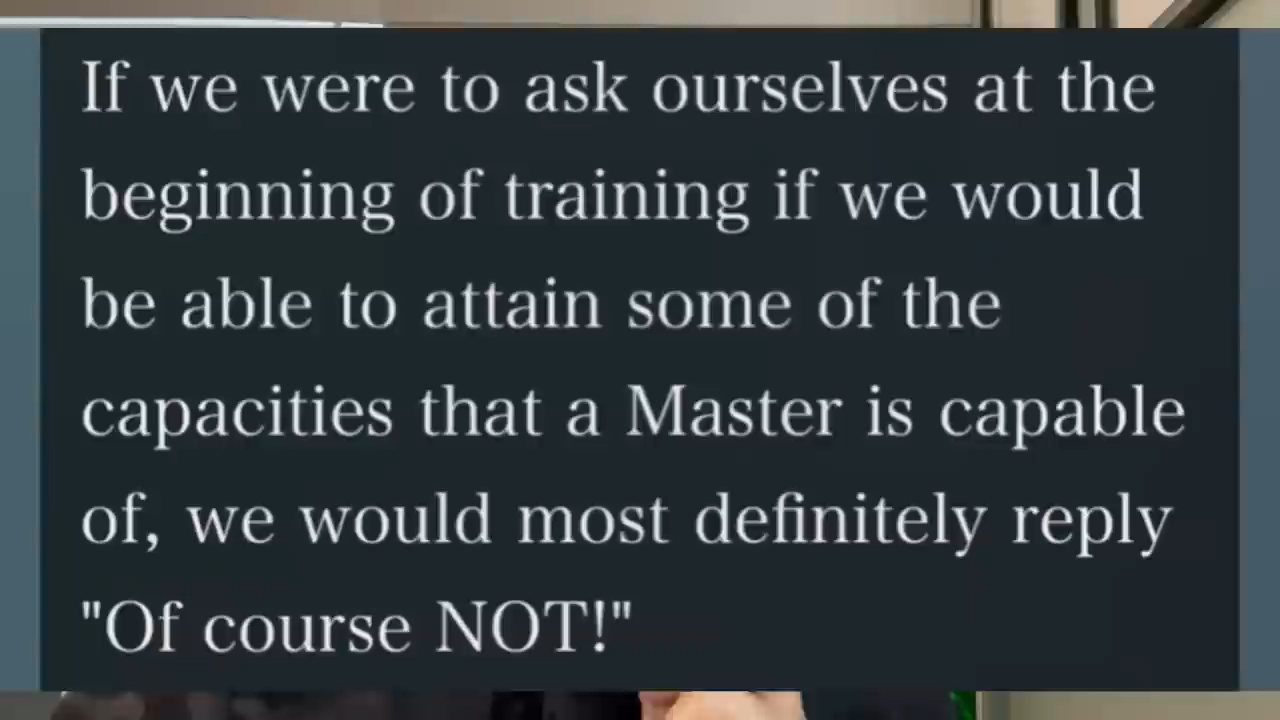 If we were to ask ourselves at the
beginning of training if we would
be able to attain some of the
capacities that a Master is capable
of, we would most definitely reply
"Of course NOT!"